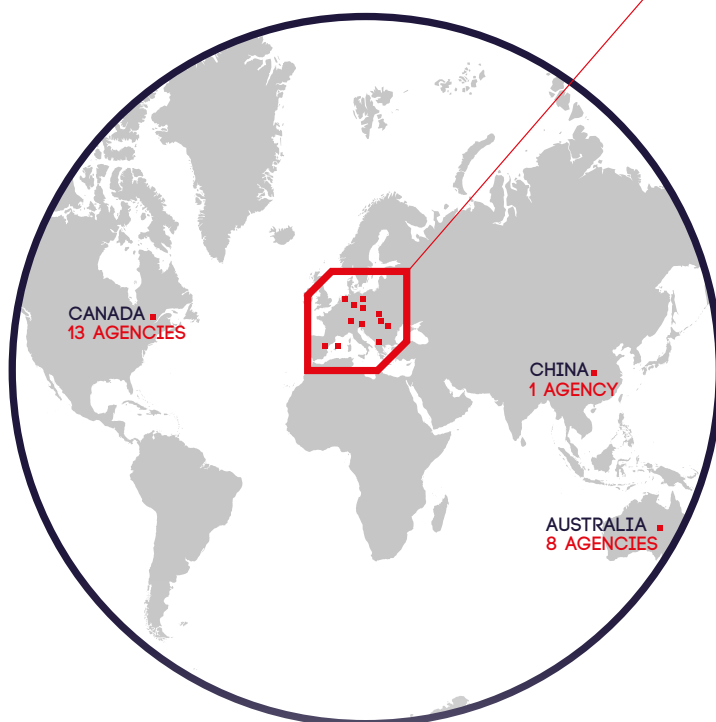 CANADA
13 AGENCIES
CHINA
1 AGENCY
AUSTRALIA
8 AGENCIES